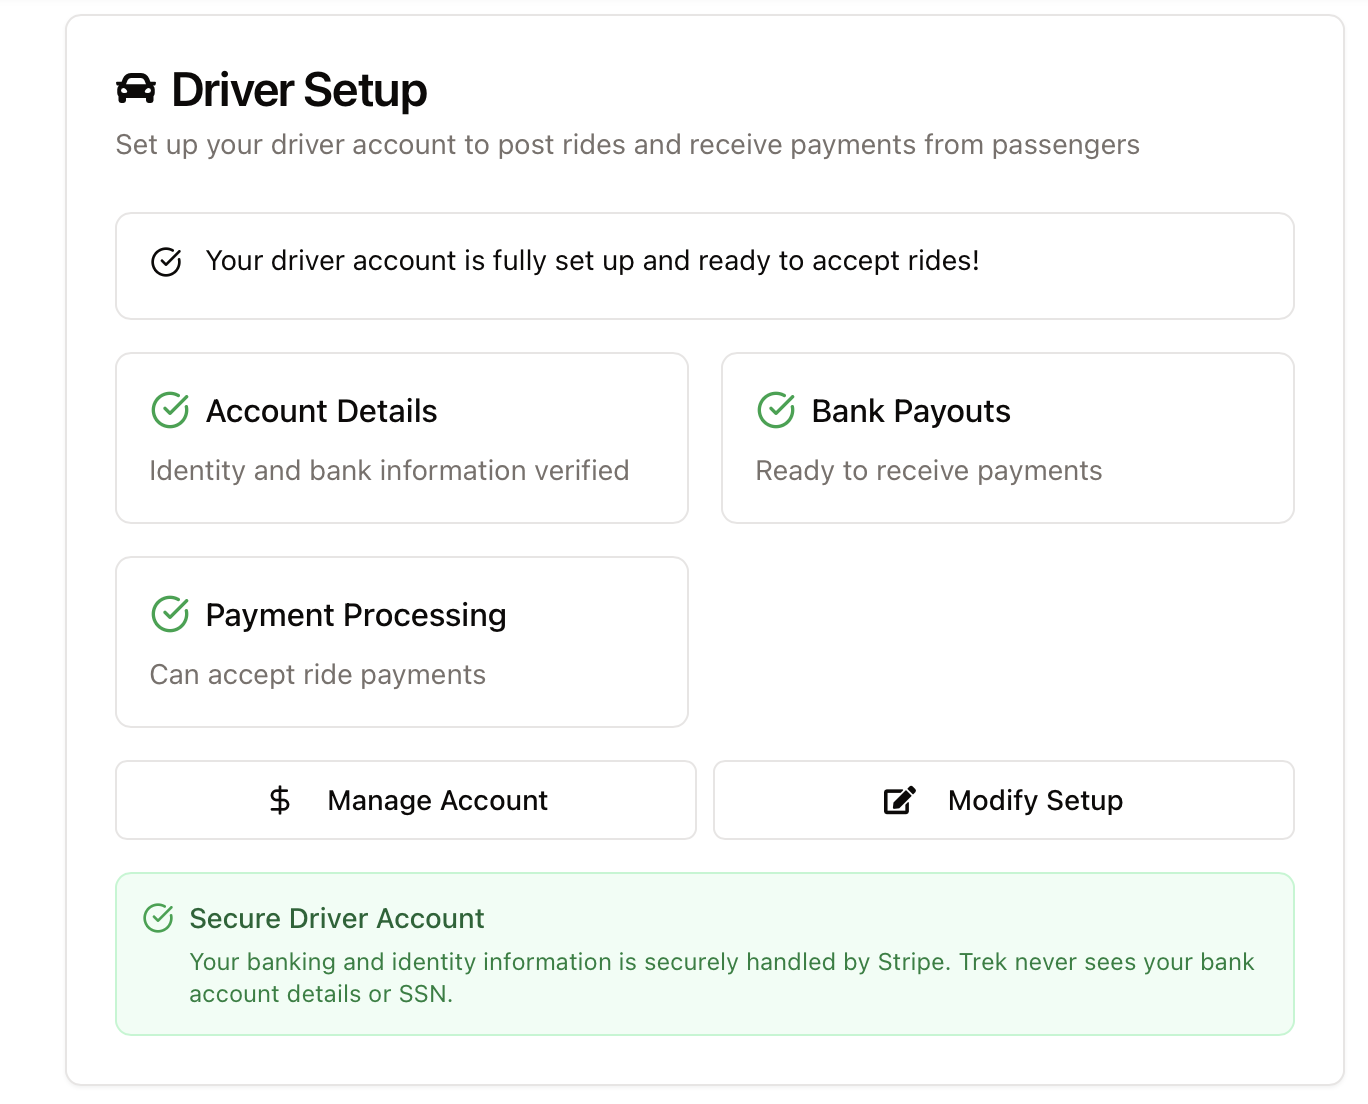 Driver Setup
Set up your driver account to post rides and receive payments from passengers
Your driver account is fully set up and ready to accept rides!
Account Details
Identity and bank information verified
Bank Payouts
Ready to receive payments
Payment Processing
Can accept ride payments
$ Manage Account
Modify Setup
Secure Driver Account
Your banking and identity information is securely handled by Stripe. Trek never sees your bank
account details or SSN.